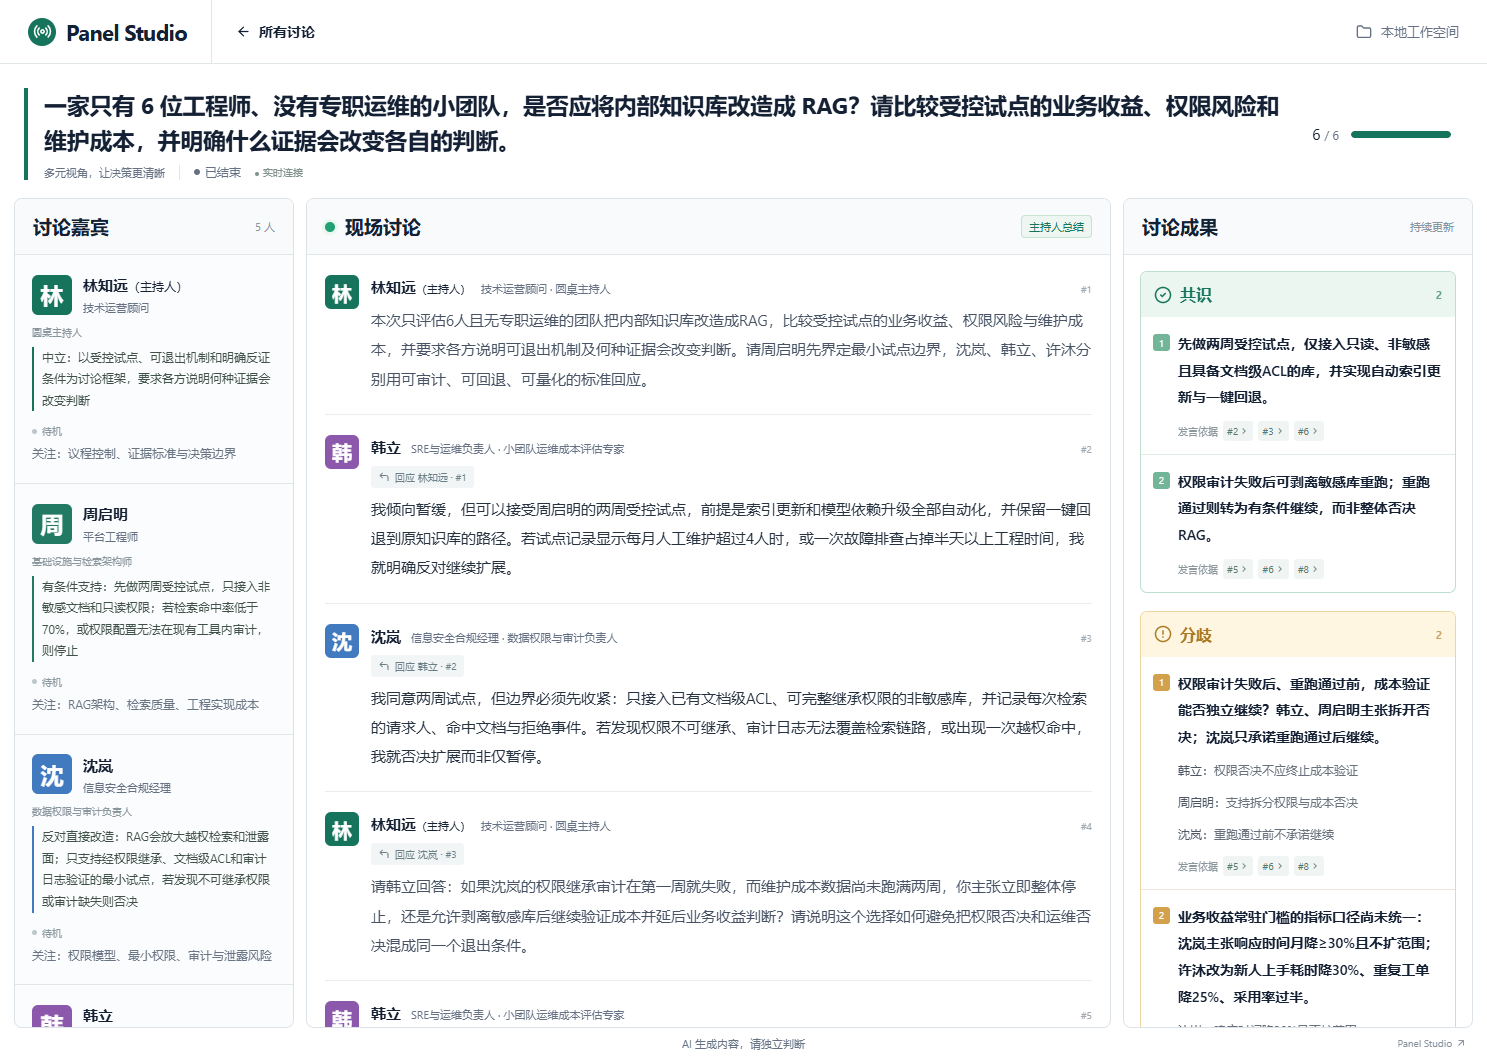 Panel Studio
所有讨论
本地工作空间
一家只有 6 位工程师、没有专职运维的小团队，是否应将内部知识库改造成 RAG？请比较受控试点的业务收益、权限风险和
维护成本，并明确什么证据会改变各自的判断。
多元视角，让决策更清晰
已结束
实时连接
6 / 6
讨论嘉宾
5 人
林
林知远（主持人）
技术运营顾问
圆桌主持人
中立：以受控试点、可退出机制和明确反证
条件为讨论框架，要求各方说明何种证据会
改变判断
待机
关注：议程控制、证据标准与决策边界
周
周启明
平台工程师
基础设施与检索架构师
有条件支持：先做两周受控试点，只接入非
敏感文档和只读权限；若检索命中率低于
70%，或权限配置无法在现有工具内审计，
则停止
待机
关注：RAG架构、检索质量、工程实现成本
沈
沈岚
信息安全合规经理
数据权限与审计负责人
反对直接改造：RAG会放大越权检索和泄露
面；只支持经权限继承、文档级ACL和审计
日志验证的最小试点，若发现不可继承权限
或审计缺失则否决
待机
关注：权限模型、最小权限、审计与泄露风险
韩
韩立
现场讨论
主持人总结
林
林知远（主持人） 技术运营顾问 · 圆桌主持人
#1
本次只评估6人且无专职运维的团队把内部知识库改造成RAG，比较受控试点的业务收益、权限风险与维护成
本，并要求各方说明可退出机制及何种证据会改变判断。请周启明先界定最小试点边界，沈岚、韩立、许沐分
别用可审计、可回退、可量化的标准回应。
韩
韩立 SRE与运维负责人 · 小团队运维成本评估专家
#2
回应 林知远 · #1
我倾向暂缓，但可以接受周启明的两周受控试点，前提是索引更新和模型依赖升级全部自动化，并保留一键回
退到原知识库的路径。若试点记录显示每月人工维护超过4人时，或一次故障排查占掉半天以上工程时间，我
就明确反对继续扩展。
沈
沈岚 信息安全合规经理 · 数据权限与审计负责人
#3
回应 韩立 · #2
我同意两周试点，但边界必须先收紧：只接入已有文档级ACL、可完整继承权限的非敏感库，并记录每次检索
的请求人、命中文档与拒绝事件。若发现权限不可继承、审计日志无法覆盖检索链路，或出现一次越权命中，
我就否决扩展而非仅暂停。
林
林知远（主持人） 技术运营顾问 · 圆桌主持人
#4
回应 沈岚 · #3
请韩立回答：如果沈岚的权限继承审计在第一周就失败，而维护成本数据尚未跑满两周，你主张立即整体停
止，还是允许剥离敏感库后继续验证成本并延后业务收益判断？请说明这个选择如何避免把权限否决和运维否
决混成同一个退出条件。
韩
韩立 SRE与运维负责人 · 小团队运维成本评估专家
#5
讨论成果
持续更新
共识
2
1
先做两周受控试点，仅接入只读、非敏感
且具备文档级ACL的库，并实现自动索引更
新与一键回退。
发言依据 #2 #3 #6
2
权限审计失败后可剥离敏感库重跑；重跑
通过则转为有条件继续，而非整体否决
RAG。
发言依据 #5 #6 #8
分歧
2
1
权限审计失败后、重跑通过前，成本验证
能否独立继续？韩立、周启明主张拆开否
决；沈岚只承诺重跑通过后继续。
韩立：权限否决不应终止成本验证
周启明：支持拆分权限与成本否决
沈岚：重跑通过前不承诺继续
发言依据 #5 #6 #8
2
业务收益常驻门槛的指标口径尚未统一：
沈岚主张响应时间月降≥30%且不扩范围；
许沐改为新人上手耗时降30%、重复工单
降25%、采用率过半。
AI 生成内容，请独立判断
Panel Studio